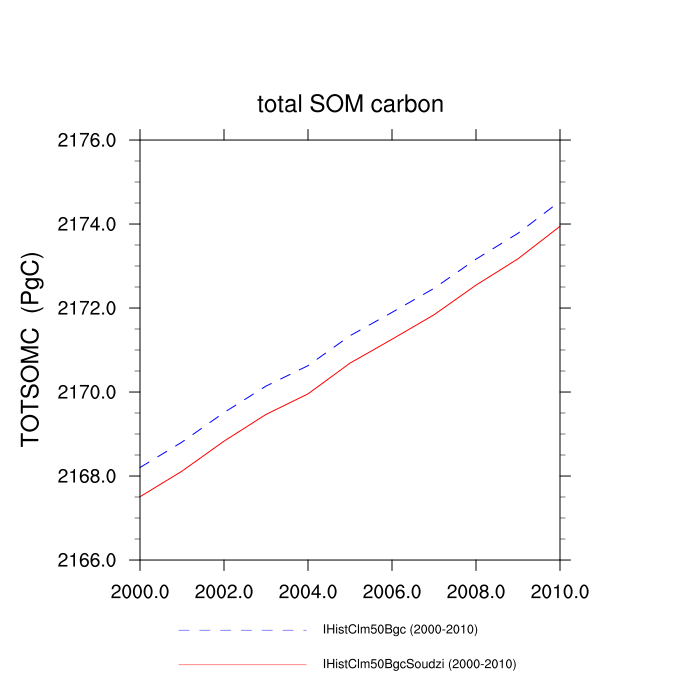 total SOM carbon
2176.0
2174.0
2172.0
2170.0
2168.0
2166.0
TOTSOMC (PgC)
2000.0 2002.0 2004.0 2006.0 2008.0 2010.0
IHistClm50Bgc (2000-2010)
IHistClm50BgcSoudzi (2000-2010)